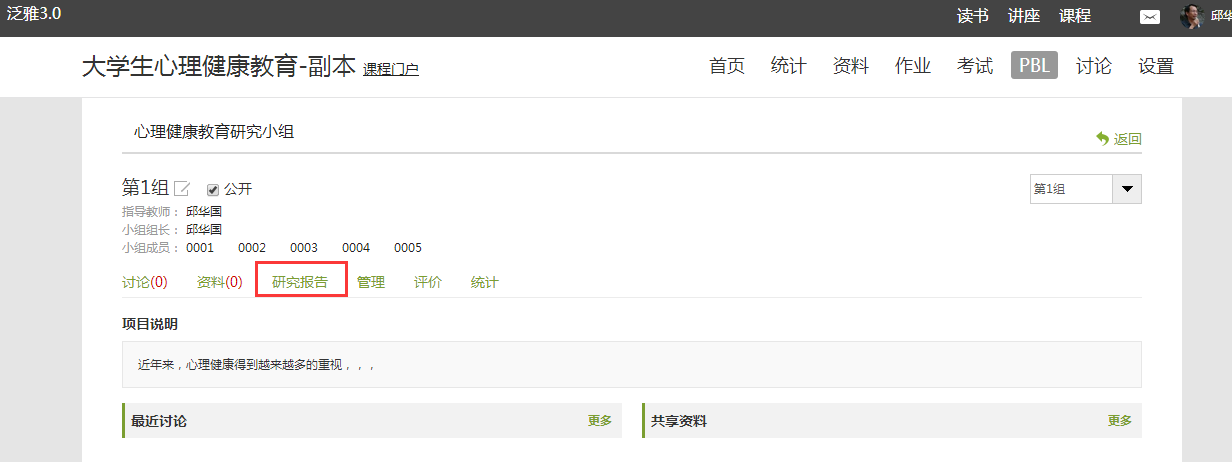 泛雅3.0 读书 讲座 课程 邱华
大学生心理健康教育-副本 课程门户 首页 统计 资料 作业 考试 PBL 讨论 设置
心理健康教育研究小组
返回
第1组 公开 第1组
指导教师： 邱华国
小组组长： 邱华国
小组成员： 0001 0002 0003 0004 0005
讨论(0) 资料(0) 研究报告 管理 评价 统计
项目说明
近年来，心理健康得到越来越多的重视，，，
最近讨论 更多 共享资料 更多